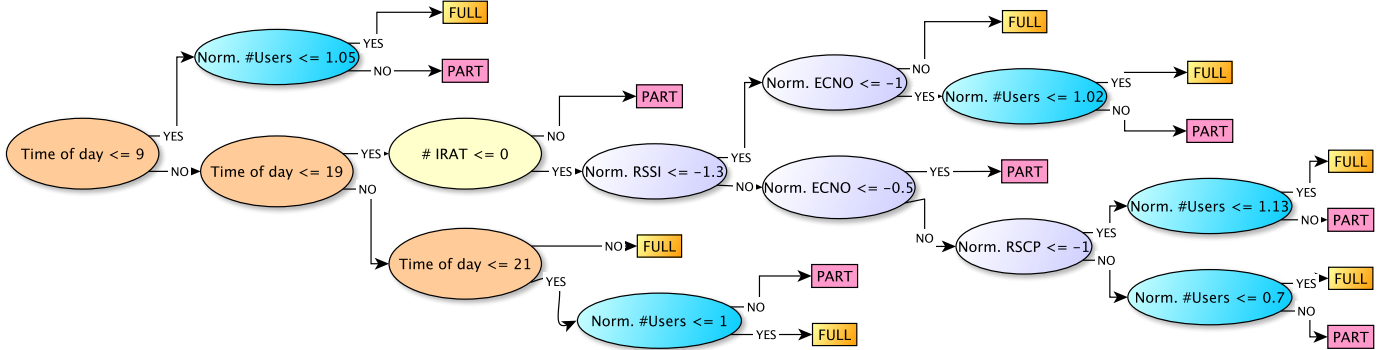 FULL
YES
Norm. #Users <= 1.05
NO
PART
Time of day <= 9
YES
NO
Time of day <= 19
YES
NO
# IRAT <= 0
NO
PART
YES
Norm. RSSI <= -1.3
YES
NO
Norm. ECNO <= -1
NO
FULL
YES
Norm. #Users <= 1.02
YES
FULL
NO
PART
Norm. ECNO <= -0.5
YES
PART
NO
Norm. RSCP <= -1
YES
NO
Norm. #Users <= 1.13
YES
FULL
NO
PART
Norm. #Users <= 0.7
YES
FULL
NO
PART
Time of day <= 21
NO
FULL
YES
Norm. #Users <= 1
NO
PART
YES
FULL